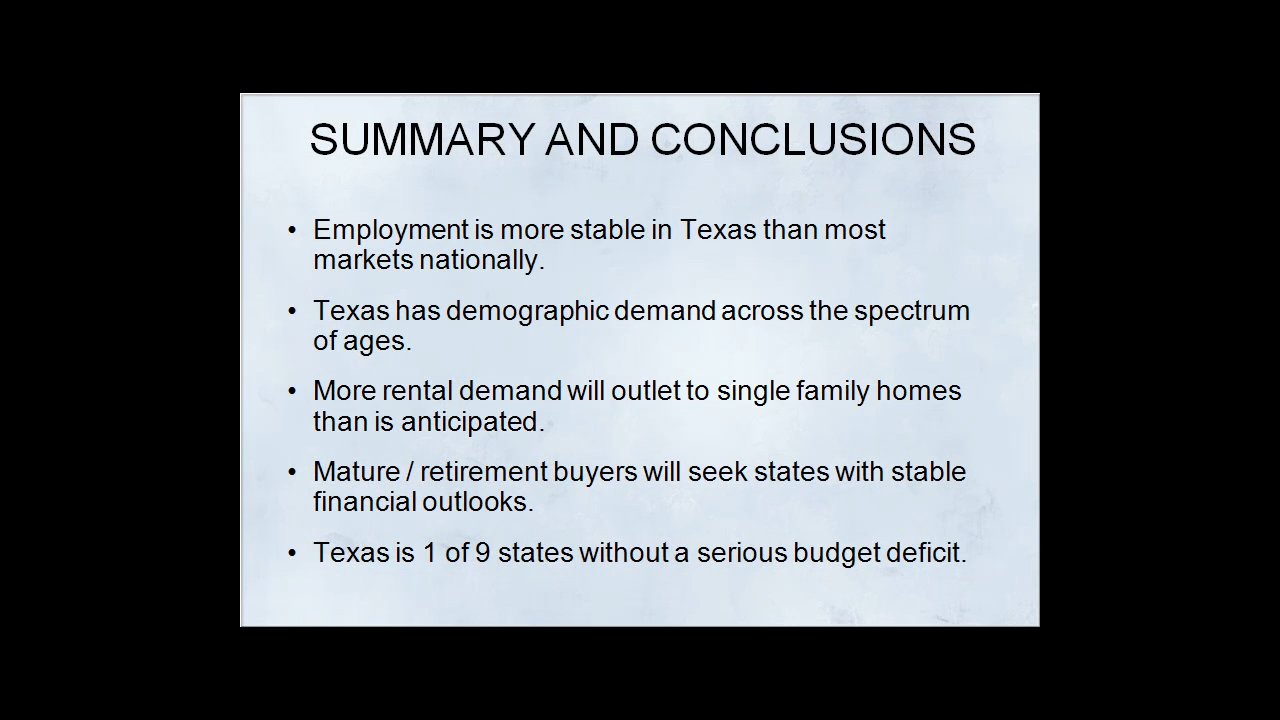 SUMMARY AND CONCLUSIONS
• Employment is more stable in Texas than most
markets nationally.
• Texas has demographic demand across the spectrum
of ages.
• More rental demand will outlet to single family homes
than is anticipated.
• Mature / retirement buyers will seek states with stable
financial outlooks.
• Texas is 1 of 9 states without a serious budget deficit.